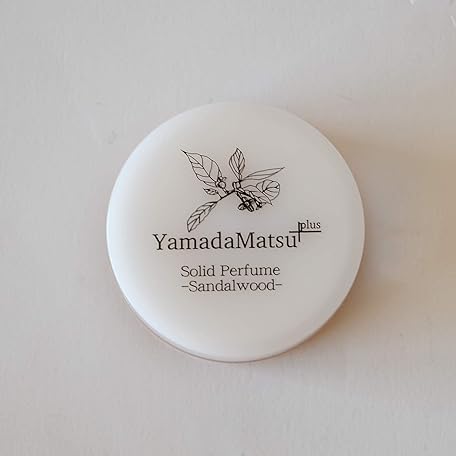 YamadaMatsu plus
Solid Perfume
-Sandalwood-